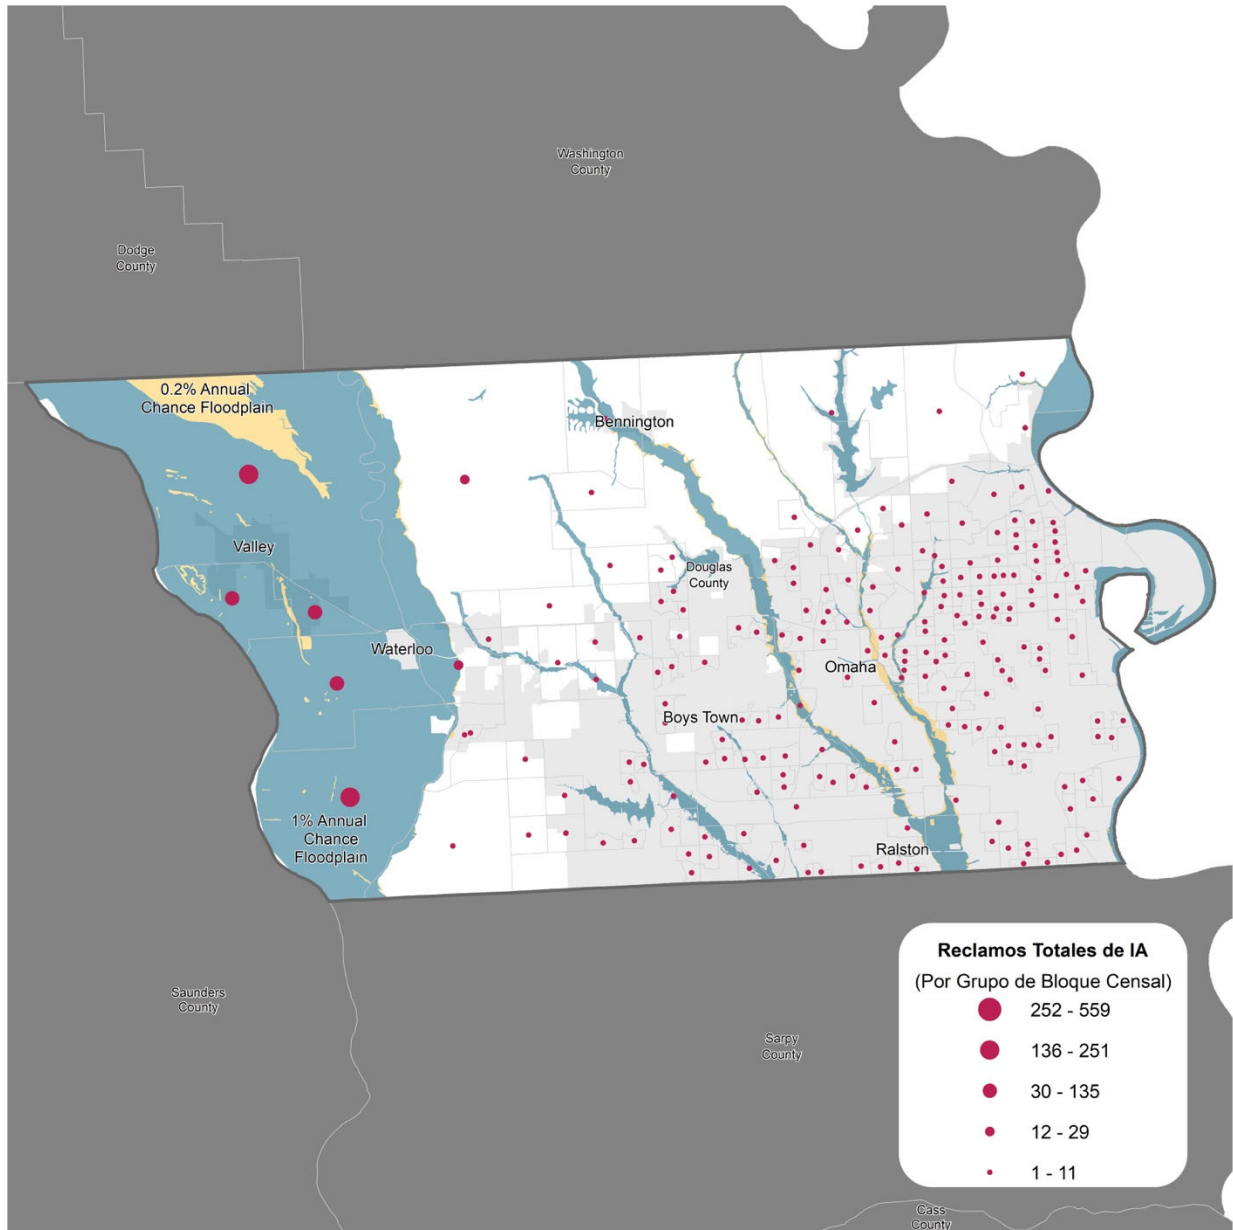 Washington
County
Dodge
County
0.2% Annual
Chance Floodplain
Bennington
Valley
Douglas
County
Waterloo
Omaha
Boys Town
1% Annual
Chance
Floodplain
Ralston
Saunders
County
Sarpy
County
Reclamos Totales de IA
(Por Grupo de Bloque Censal)
252 - 559
136 - 251
30 - 135
12 - 29
1 - 11
Cass
County